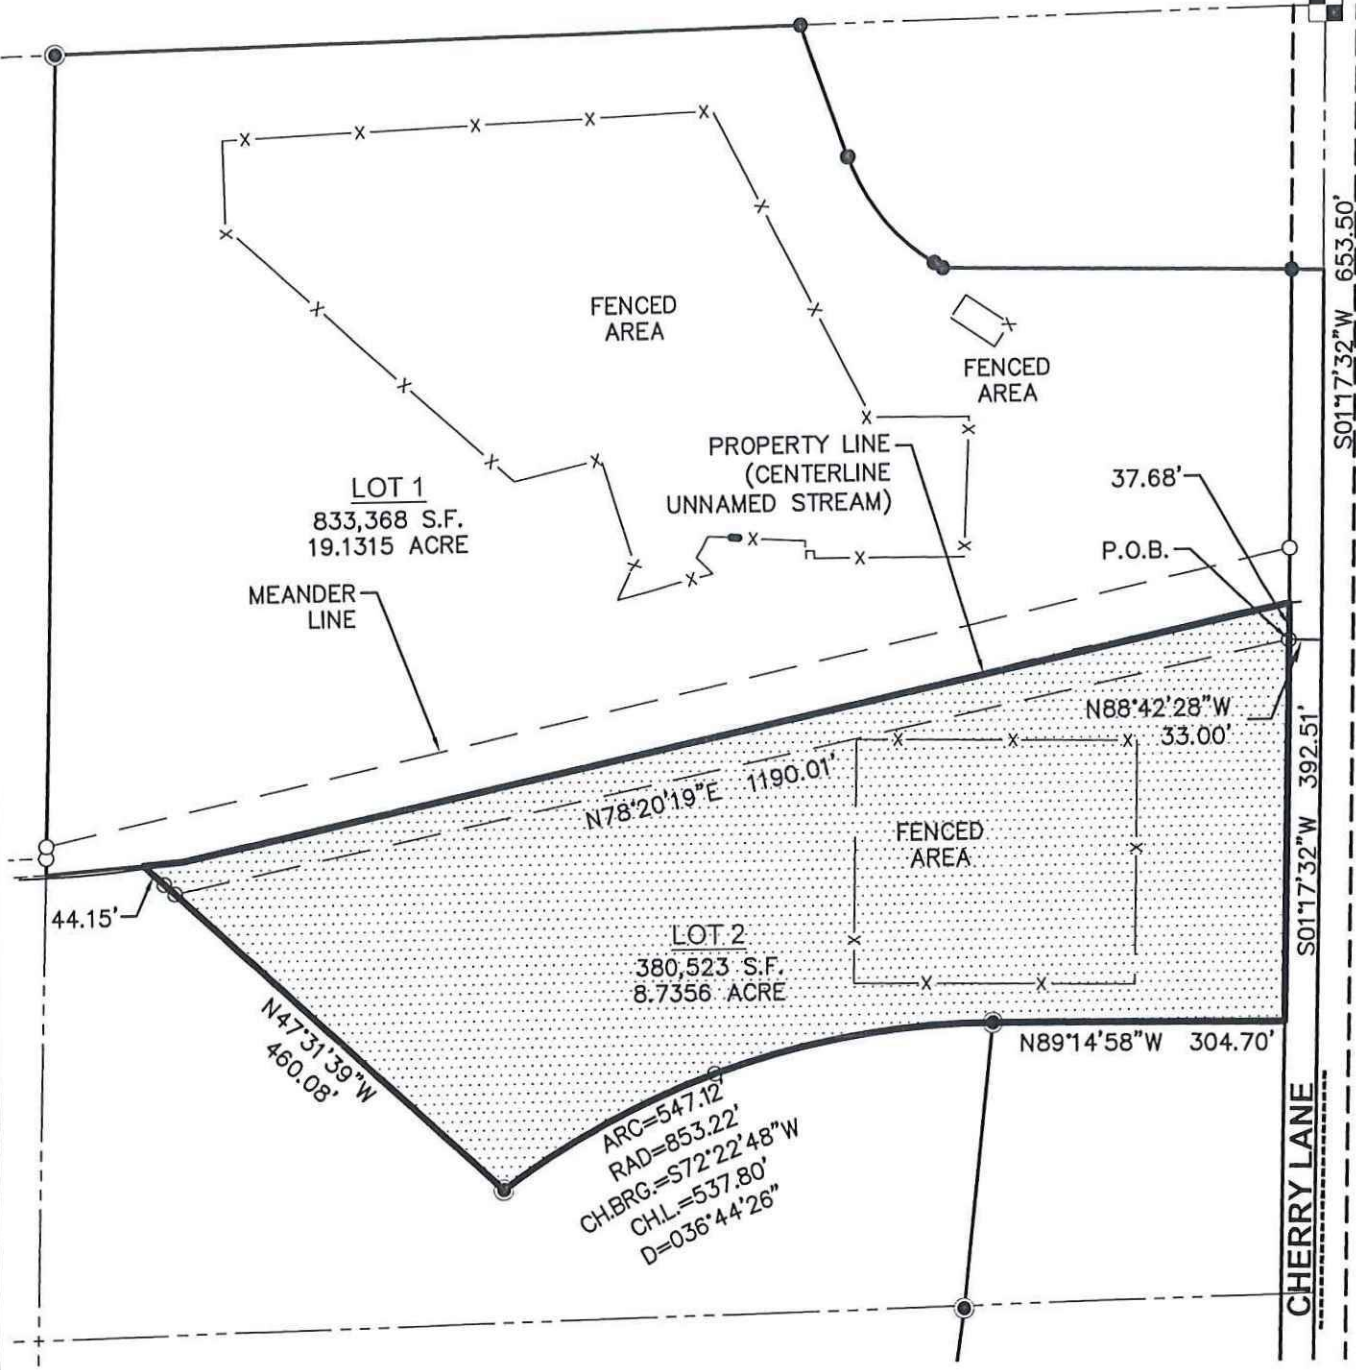 S01°17'32"W 653.50'
FENCED
AREA
FENCED
AREA
PROPERTY LINE
(CENTERLINE
UNNAMED STREAM)
37.68'
P.O.B.
LOT 1
833,368 S.F.
19.1315 ACRE
MEANDER
LINE
N88°42'28"W
33.00'
S01°17'32"W 392.51'
N78°20'19"E 1190.01'
FENCED
AREA
44.15'
LOT 2
380,523 S.F.
8.7356 ACRE
N47°31'39"W
460.08'
N89°14'58"W 304.70'
ARC=547.12'
RAD=853.22'
CH.BRG.=S72°22'48"W
CH.L.=537.80'
D=036°44'26"
CHERRY LANE